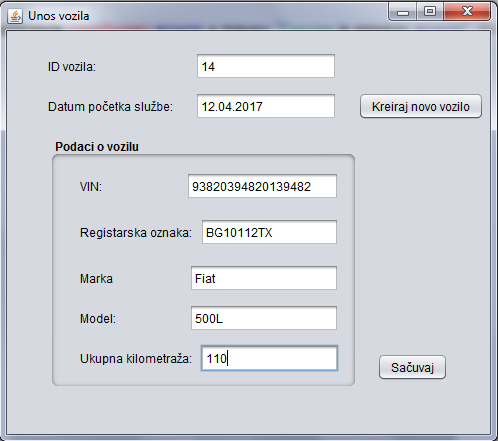 Unos vozila
ID vozila: 14
Datum početka službe: 12.04.2017 Kreiraj novo vozilo
Podaci o vozilu
VIN: 93820394820139482
Registarska oznaka: BG10112TX
Marka Fiat
Model: 500L
Ukupna kilometraža: 110
Sačuvaj